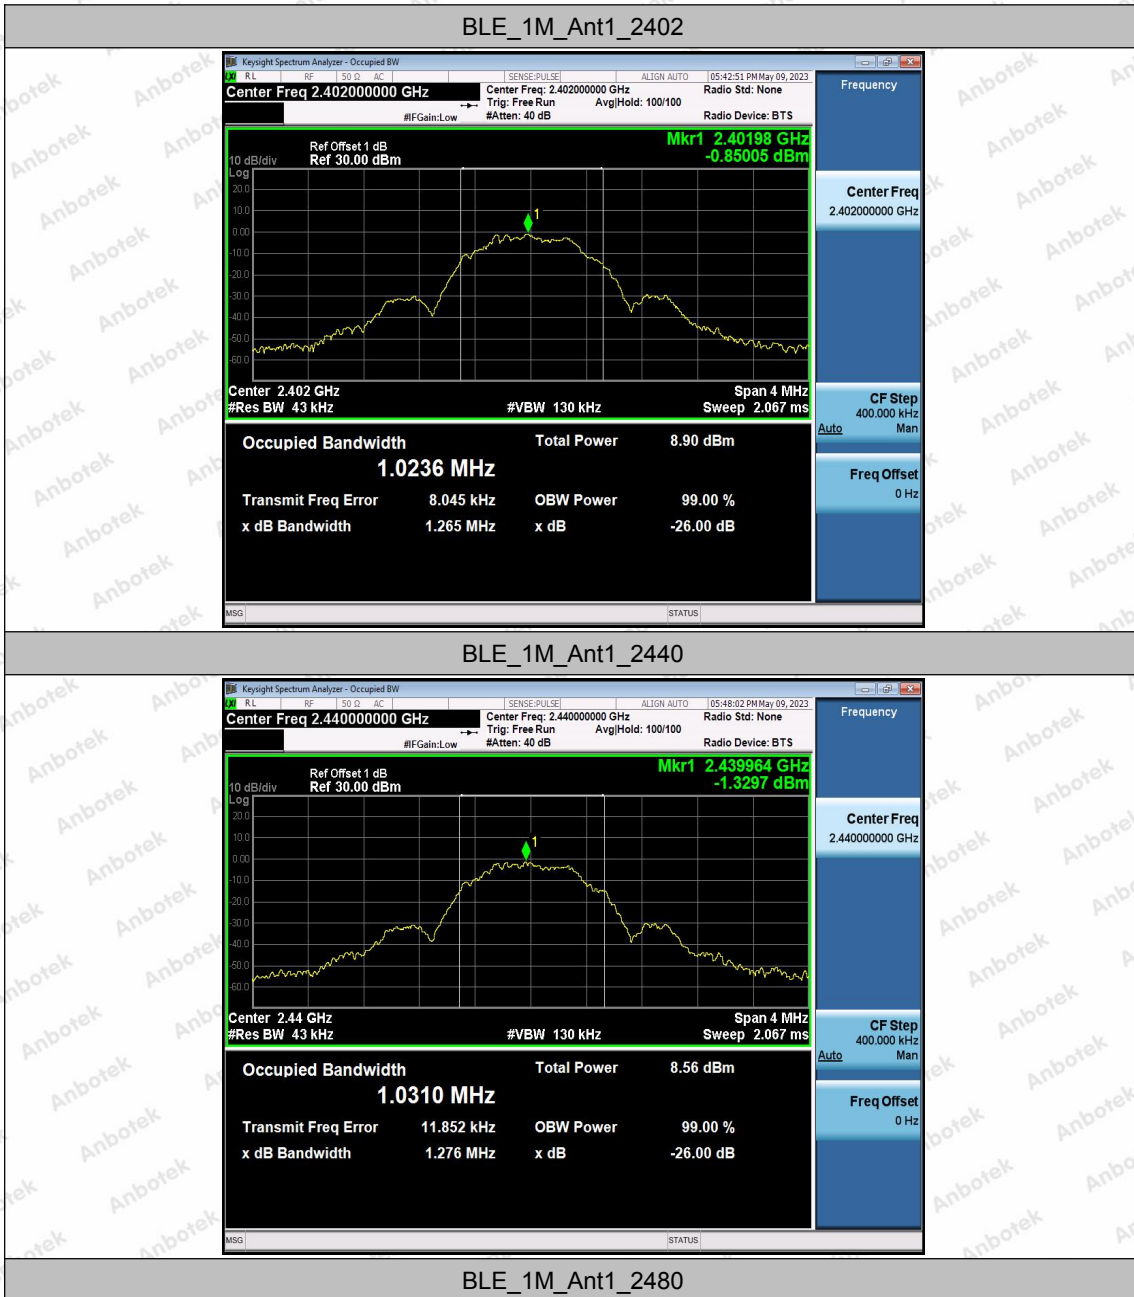 BLE_1M_Ant1_2402
Keysight Spectrum Analyzer - Occupied BW
LXI RL RF 50 Ω AC SENSE:PULSE ALIGN AUTO 05:42:51 PM May 09, 2023
Center Freq 2.402000000 GHz
Center Freq: 2.402000000 GHz Radio Std: None
Trig: Free Run Avg|Hold: 100/100
#IFGain:Low #Atten: 40 dB Radio Device: BTS
Frequency
Mkr1 2.40198 GHz
-0.85005 dBm
Ref Offset 1 dB
10 dB/div Ref 30.00 dBm
Log
20.0
10.0
0.00
-10.0
-20.0
-30.0
-40.0
-50.0
-60.0
1
Center Freq
2.402000000 GHz
Center 2.402 GHz Span 4 MHz
#Res BW 43 kHz #VBW 130 kHz Sweep 2.067 ms
CF Step
400.000 kHz
Auto Man
Occupied Bandwidth Total Power 8.90 dBm
1.0236 MHz
Transmit Freq Error 8.045 kHz OBW Power 99.00 %
x dB Bandwidth 1.265 MHz x dB -26.00 dB
Freq Offset
0 Hz
MSG STATUS
BLE_1M_Ant1_2440
Keysight Spectrum Analyzer - Occupied BW
LXI RL RF 50 Ω AC SENSE:PULSE ALIGN AUTO 05:48:02 PM May 09, 2023
Center Freq 2.440000000 GHz
Center Freq: 2.440000000 GHz Radio Std: None
Trig: Free Run Avg|Hold: 100/100
#IFGain:Low #Atten: 40 dB Radio Device: BTS
Frequency
Mkr1 2.439964 GHz
-1.3297 dBm
Ref Offset 1 dB
10 dB/div Ref 30.00 dBm
Log
20.0
10.0
0.00
-10.0
-20.0
-30.0
-40.0
-50.0
-60.0
1
Center Freq
2.440000000 GHz
Center 2.44 GHz Span 4 MHz
#Res BW 43 kHz #VBW 130 kHz Sweep 2.067 ms
CF Step
400.000 kHz
Auto Man
Occupied Bandwidth Total Power 8.56 dBm
1.0310 MHz
Transmit Freq Error 11.852 kHz OBW Power 99.00 %
x dB Bandwidth 1.276 MHz x dB -26.00 dB
Freq Offset
0 Hz
MSG STATUS
BLE_1M_Ant1_2480
Anbotek